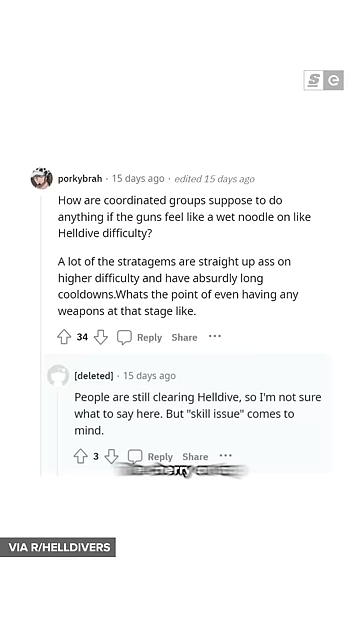 S e
porkybrah · 15 days ago · edited 15 days ago
How are coordinated groups suppose to do
anything if the guns feel like a wet noodle on like
Helldive difficulty?
A lot of the stratagems are straight up ass on
higher difficulty and have absurdly long
cooldowns.Whats the point of even having any
weapons at that stage like.
34 Reply Share ···
[deleted] · 15 days ago
People are still clearing Helldive, so I'm not sure
what to say here. But "skill issue" comes to
mind.
3 Reply Share ···
VIA R/HELLDIVERS